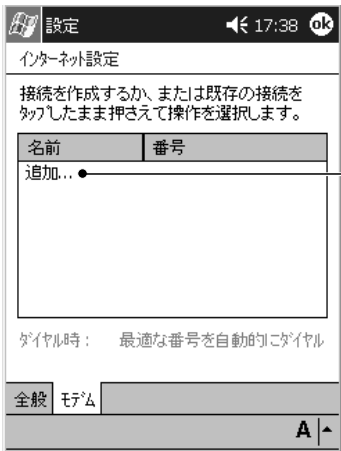 設定 17:38 ok
インターネット設定
接続を作成するか、または既存の接続を
タップしたまま押さえて操作を選択します。
名前 番号
追加...
ダイヤル時： 最適な番号を自動的にダイヤル
全般 モデム
A